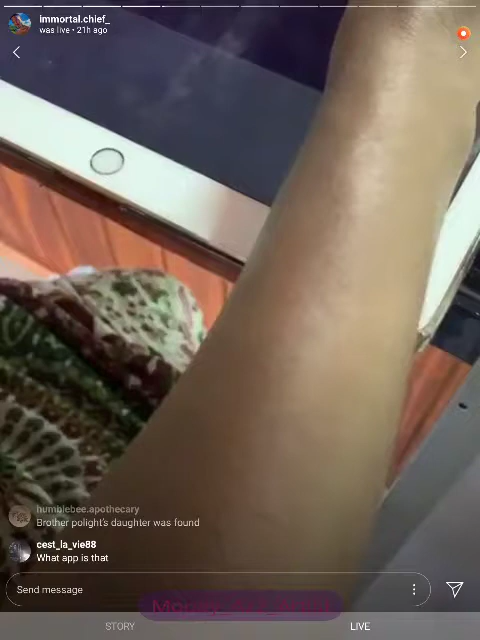 immortal.chief_
was live • 21h ago
humblebee.apothecary
Brother polight's daughter was found
cest_la_vie88
What app is that
Send message
STORY
LIVE